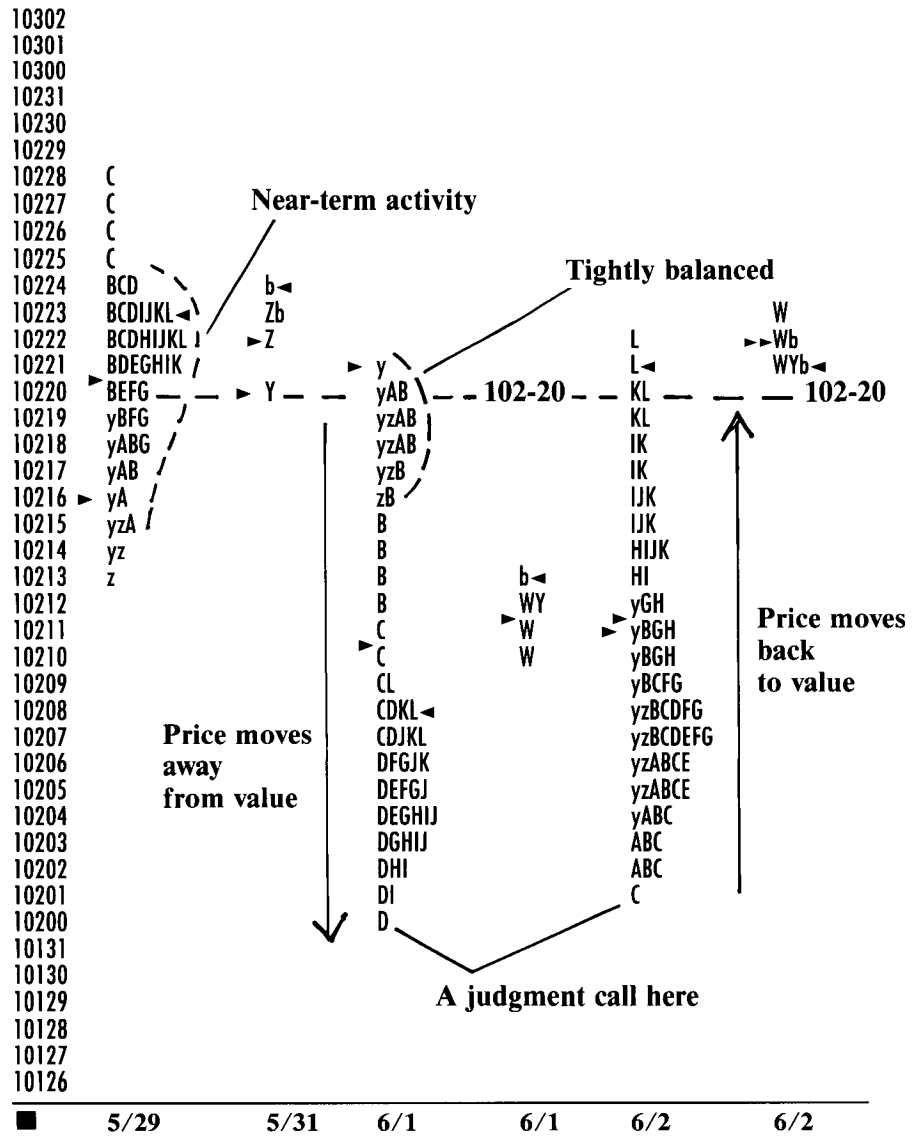 10302
10301
10300
10231
10230
10229
10228 C
10227 C
Near-term activity
10226 C
10225 C
Tightly balanced
10224 BCD b◄
10223 BCDIJKL◄ Zb W
10222 BCDHIJKL ►Z L ►►Wb
10221 BDEGHIK ►y L◄ WYb◄
10220 ►BEFG ►Y yAB 102-20 KL 102-20
10219 yBFG yzAB KL
10218 yABG yzAB IK
10217 yAB yzB IK
10216 ►yA zB IJK
10215 yzA B IJK
10214 yz B HIJK
10213 z B b◄ HI
10212 B WY ►yGH
10211 C ►W ►yBGH
10210 ►C W yBGH
Price moves
back
to value
10209 CL yBCFG
10208 CDKL◄ yzBCDFG
10207 CDJKL yzBCDEFG
Price moves
away
from value
10206 DFGJK yzABCE
10205 DEFGJ yzABCE
10204 DEGHIJ yABC
10203 DGHIJ ABC
10202 DHI ABC
10201 DI C
10200 D
10131
10130
A judgment call here
10129
10128
10127
10126
■ 5/29 5/31 6/1 6/1 6/2 6/2